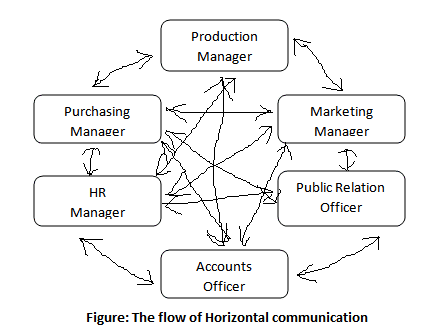 Production
Manager
Purchasing
Manager
Marketing
Manager
HR
Manager
Public Relation
Officer
Accounts
Officer
Figure: The flow of Horizontal communication